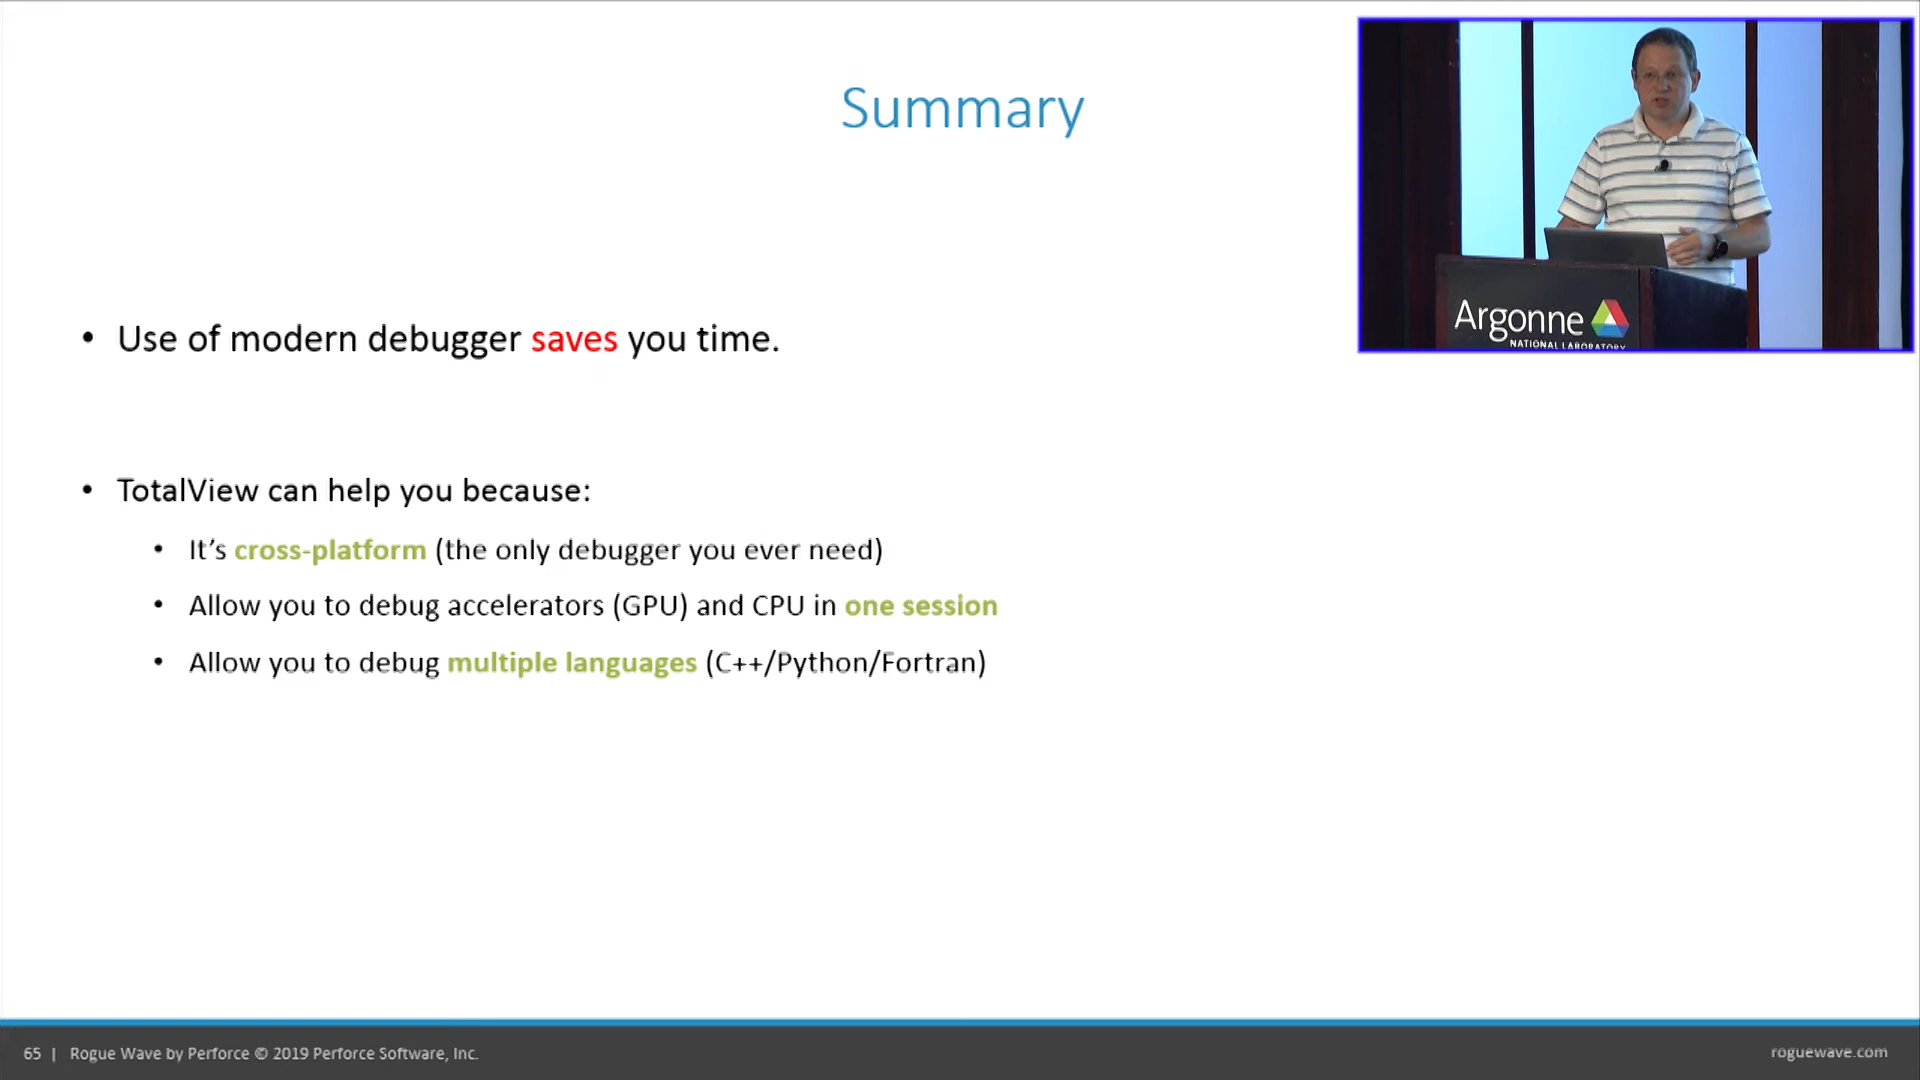 Summary
• Use of modern debugger saves you time.
• TotalView can help you because:
• It’s cross-platform (the only debugger you ever need)
• Allow you to debug accelerators (GPU) and CPU in one session
• Allow you to debug multiple languages (C++/Python/Fortran)
Argonne
NATIONAL LABORATORY
65 | Rogue Wave by Perforce © 2019 Perforce Software, Inc.
roguewave.com